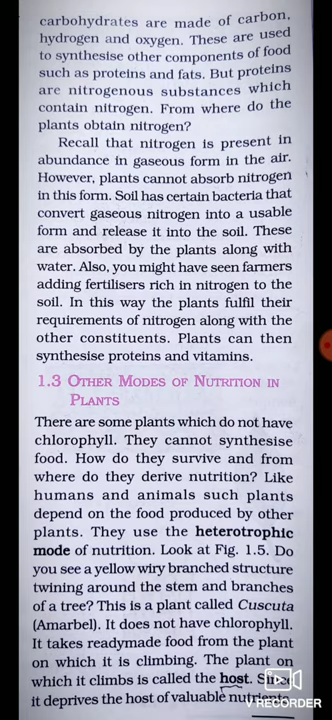 carbohydrates are made of carbon,
hydrogen and oxygen. These are used
to synthesise other components of food
such as proteins and fats. But proteins
are nitrogenous substances which
contain nitrogen. From where do the
plants obtain nitrogen?
Recall that nitrogen is present in
abundance in gaseous form in the air.
However, plants cannot absorb nitrogen
in this form. Soil has certain bacteria that
convert gaseous nitrogen into a usable
form and release it into the soil. These
are absorbed by the plants along with
water. Also, you might have seen farmers
adding fertilisers rich in nitrogen to the
soil. In this way the plants fulfil their
requirements of nitrogen along with the
other constituents. Plants can then
synthesise proteins and vitamins.
1.3 OTHER MODES OF NUTRITION IN
PLANTS
There are some plants which do not have
chlorophyll. They cannot synthesise
food. How do they survive and from
where do they derive nutrition? Like
humans and animals such plants
depend on the food produced by other
plants. They use the heterotrophic
mode of nutrition. Look at Fig. 1.5. Do
you see a yellow wiry branched structure
twining around the stem and branches
of a tree? This is a plant called Cuscuta
(Amarbel). It does not have chlorophyll.
It takes readymade food from the plant
on which it is climbing. The plant on
which it climbs is called the host. Since
it deprives the host of valuable nutrients,
V RECORDER